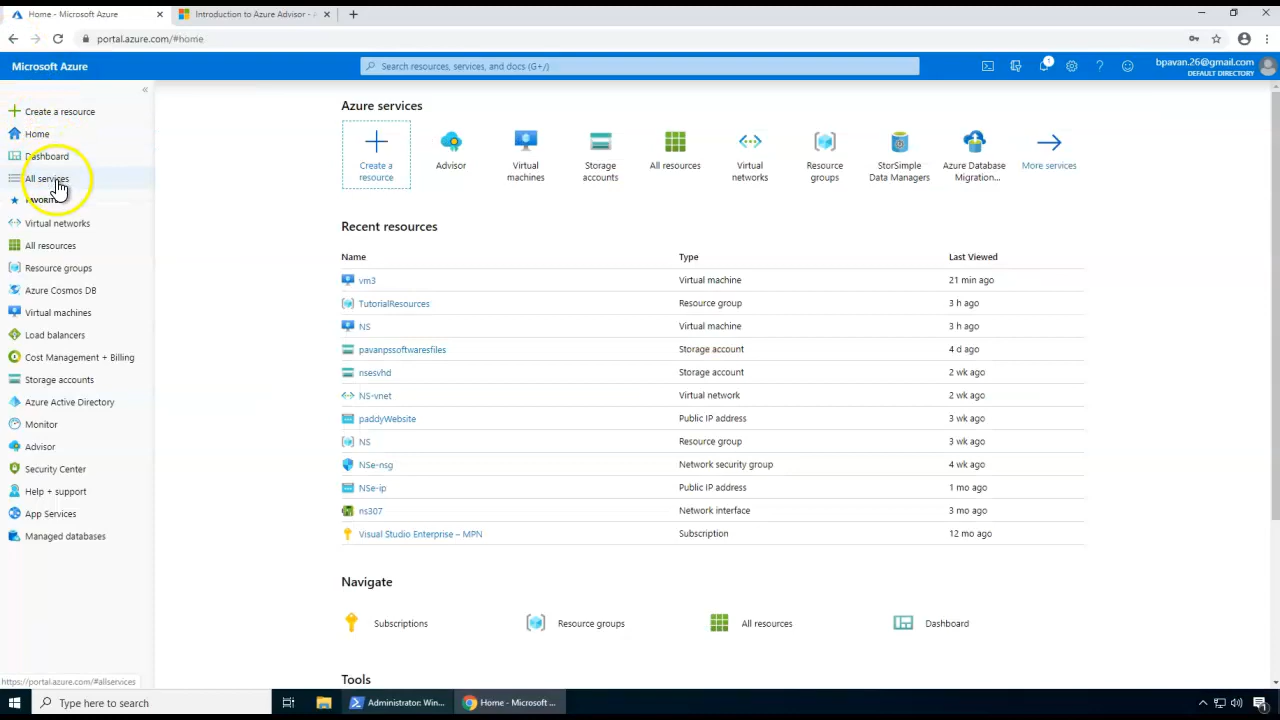 Home - Microsoft Azure
Introduction to Azure Advisor -
portal.azure.com/#home
Microsoft Azure
Search resources, services, and docs (G+/)
1
bpavan.26@gmail.com
DEFAULT DIRECTORY
Create a resource
Home
Dashboard
All services
FAVORITES
Virtual networks
All resources
Resource groups
Azure Cosmos DB
Virtual machines
Load balancers
Cost Management + Billing
Storage accounts
Azure Active Directory
Monitor
Advisor
Security Center
Help + support
App Services
Managed databases
https://portal.azure.com/#allservices
Azure services
Create a
resource
Advisor
Virtual
machines
Storage
accounts
All resources
Virtual
networks
Resource
groups
StorSimple
Data Managers
Azure Database
Migration...
More services
Recent resources
Name Type Last Viewed
vm3 Virtual machine 21 min ago
TutorialResources Resource group 3 h ago
NS Virtual machine 3 h ago
pavanpssoftwaresfiles Storage account 4 d ago
nsesvhd Storage account 2 wk ago
NS-vnet Virtual network 2 wk ago
paddyWebsite Public IP address 3 wk ago
NS Resource group 3 wk ago
NSe-nsg Network security group 4 wk ago
NSe-ip Public IP address 1 mo ago
ns307 Network interface 3 mo ago
Visual Studio Enterprise – MPN Subscription 12 mo ago
Navigate
Subscriptions Resource groups All resources Dashboard
Tools
Type here to search
Administrator: Win...
Home - Microsoft ...
1